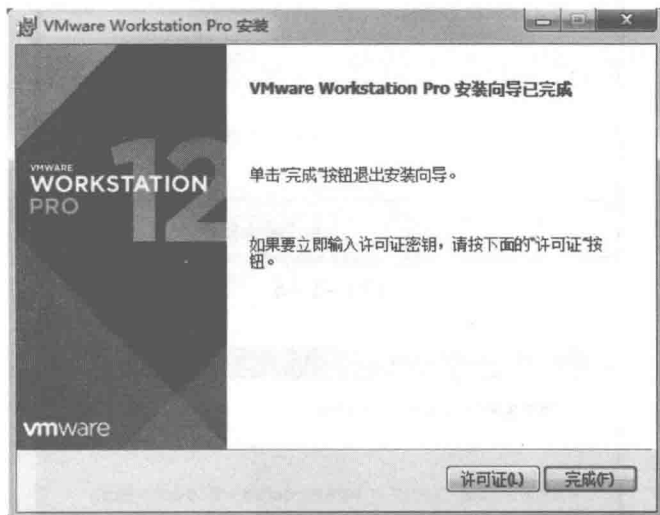 VMware Workstation Pro 安装
VMware Workstation Pro 安装向导已完成
12
VMWARE
WORKSTATION
PRO
单击"完成"按钮退出安装向导。
如果要立即输入许可证密钥，请按下面的"许可证"按
钮。
vmware
许可证(L)
完成(F)